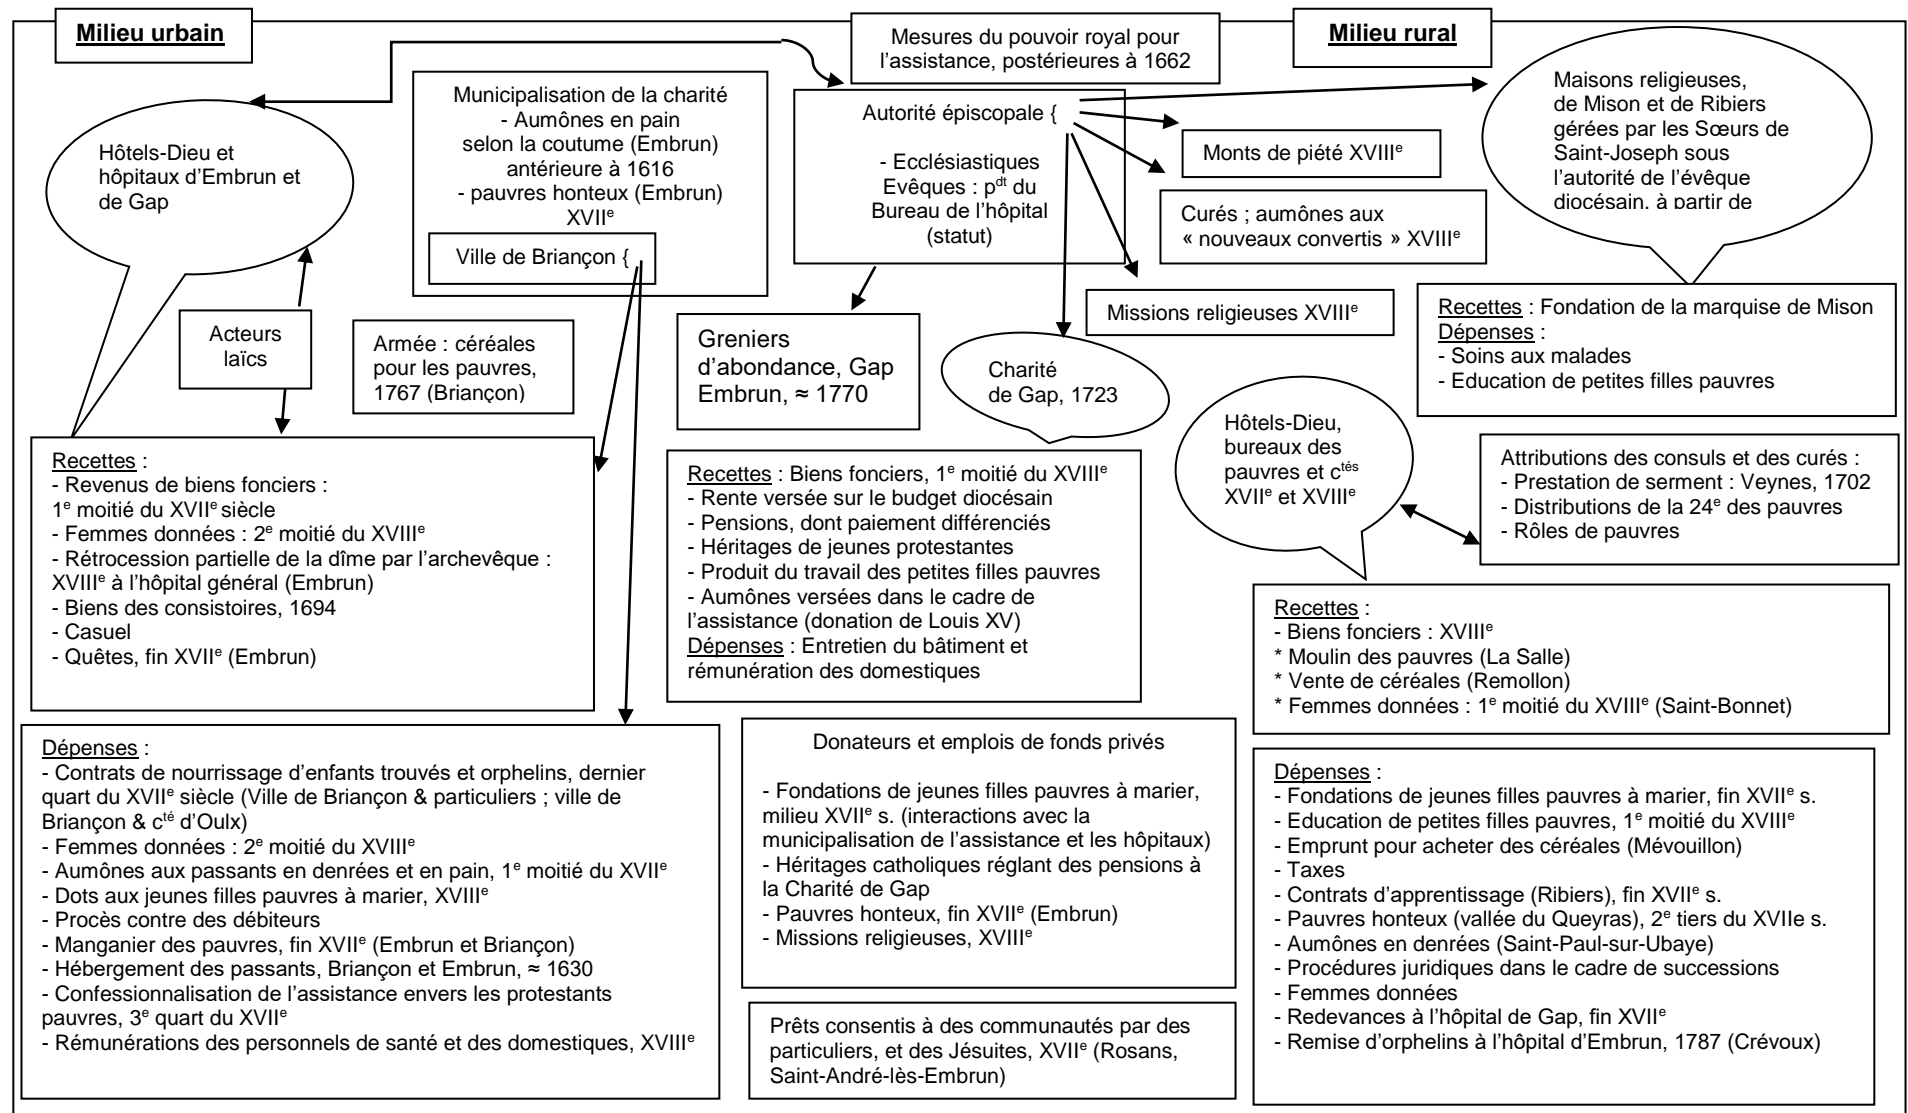 Milieu urbain
Mesures du pouvoir royal pour
l'assistance, postérieures à 1662
Milieu rural
Hôtels-Dieu et
hôpitaux d'Embrun et
de Gap
Municipalisation de la charité
- Aumônes en pain
selon la coutume (Embrun)
antérieure à 1616
- pauvres honteux (Embrun)
XVIIe
Ville de Briançon {
Autorité épiscopale {
- Ecclésiastiques
Evêques : pdt du
Bureau de l'hôpital
(statut)
Monts de piété XVIIIe
Curés ; aumônes aux
« nouveaux convertis » XVIIIe
Missions religieuses XVIIIe
Maisons religieuses,
de Mison et de Ribiers
gérées par les Sœurs de
Saint-Joseph sous
l'autorité de l'évêque
diocésain, à partir de
Recettes : Fondation de la marquise de Mison
Dépenses :
- Soins aux malades
- Education de petites filles pauvres
Acteurs
laïcs
Armée : céréales
pour les pauvres,
1767 (Briançon)
Greniers
d'abondance, Gap
Embrun, ≈ 1770
Charité
de Gap, 1723
Hôtels-Dieu,
bureaux des
pauvres et ctés
XVIIe et XVIIIe
Attributions des consuls et des curés :
- Prestation de serment : Veynes, 1702
- Distributions de la 24e des pauvres
- Rôles de pauvres
Recettes :
- Revenus de biens fonciers :
1e moitié du XVIIe siècle
- Femmes données : 2e moitié du XVIIIe
- Rétrocession partielle de la dîme par l'archevêque :
XVIIIe à l'hôpital général (Embrun)
- Biens des consistoires, 1694
- Casuel
- Quêtes, fin XVIIe (Embrun)
Recettes : Biens fonciers, 1e moitié du XVIIIe
- Rente versée sur le budget diocésain
- Pensions, dont paiement différenciés
- Héritages de jeunes protestantes
- Produit du travail des petites filles pauvres
- Aumônes versées dans le cadre de
l'assistance (donation de Louis XV)
Dépenses : Entretien du bâtiment et
rémunération des domestiques
Recettes :
- Biens fonciers : XVIIIe
* Moulin des pauvres (La Salle)
* Vente de céréales (Remollon)
* Femmes données : 1e moitié du XVIIIe (Saint-Bonnet)
Dépenses :
- Contrats de nourrissage d'enfants trouvés et orphelins, dernier
quart du XVIIe siècle (Ville de Briançon & particuliers ; ville de
Briançon & cté d'Oulx)
- Femmes données : 2e moitié du XVIIIe
- Aumônes aux passants en denrées et en pain, 1e moitié du XVIIe
- Dots aux jeunes filles pauvres à marier, XVIIIe
- Procès contre des débiteurs
- Manganier des pauvres, fin XVIIe (Embrun et Briançon)
- Hébergement des passants, Briançon et Embrun, ≈ 1630
- Confessionnalisation de l'assistance envers les protestants
pauvres, 3e quart du XVIIe
- Rémunérations des personnels de santé et des domestiques, XVIIIe
Donateurs et emplois de fonds privés
- Fondations de jeunes filles pauvres à marier,
milieu XVIIe s. (interactions avec la
municipalisation de l'assistance et les hôpitaux)
- Héritages catholiques réglant des pensions à
la Charité de Gap
- Pauvres honteux, fin XVIIe (Embrun)
- Missions religieuses, XVIIIe
Prêts consentis à des communautés par des
particuliers, et des Jésuites, XVIIe (Rosans,
Saint-André-lès-Embrun)
Dépenses :
- Fondations de jeunes filles pauvres à marier, fin XVIIe s.
- Education de petites filles pauvres, 1e moitié du XVIIIe
- Emprunt pour acheter des céréales (Mévouillon)
- Taxes
- Contrats d'apprentissage (Ribiers), fin XVIIe s.
- Pauvres honteux (vallée du Queyras), 2e tiers du XVIIe s.
- Aumônes en denrées (Saint-Paul-sur-Ubaye)
- Procédures juridiques dans le cadre de successions
- Femmes données
- Redevances à l'hôpital de Gap, fin XVIIe
- Remise d'orphelins à l'hôpital d'Embrun, 1787 (Crévoux)